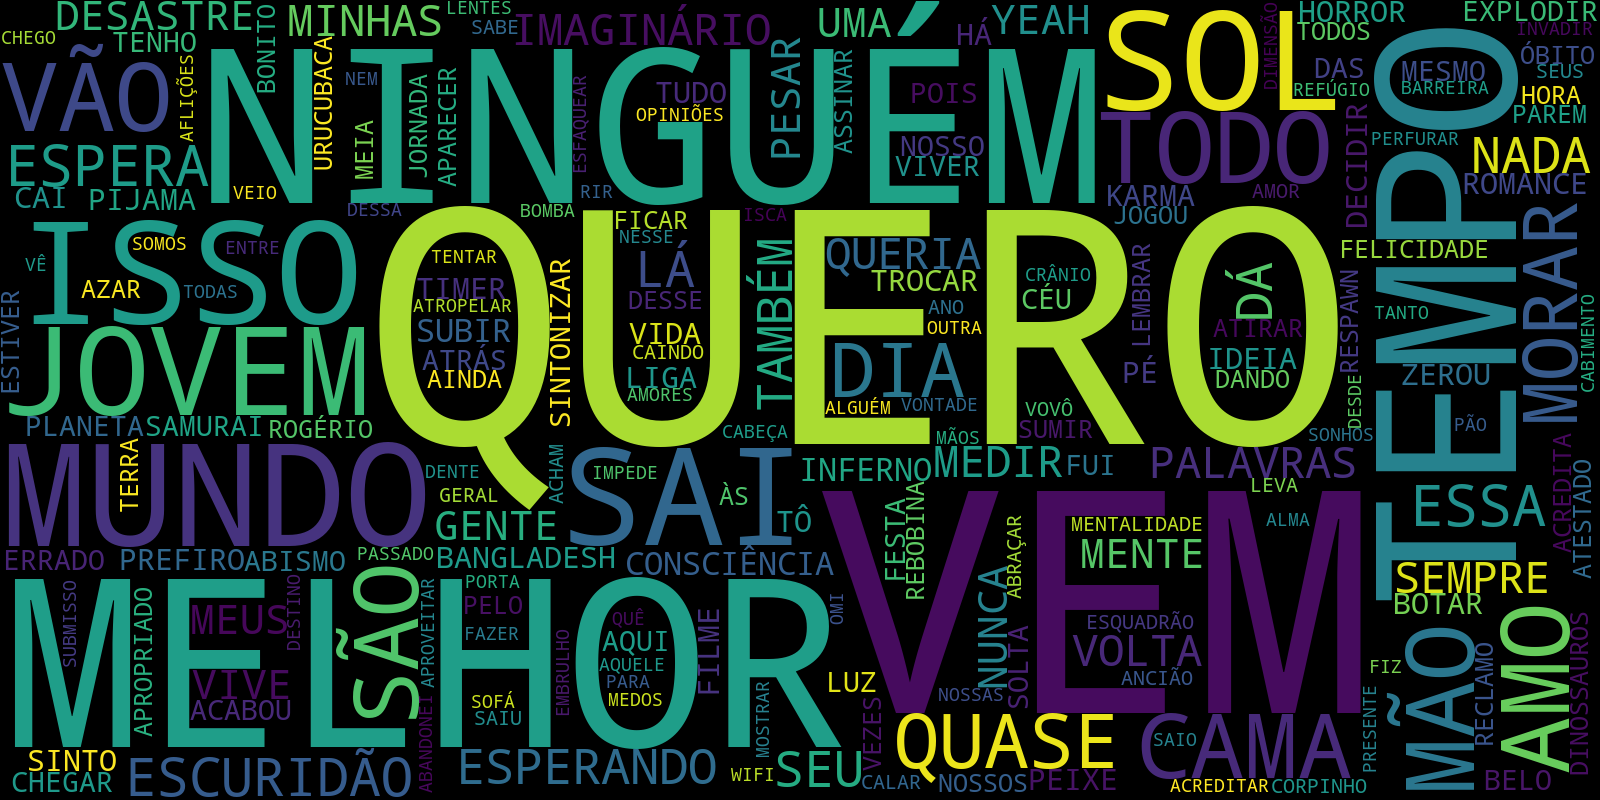 CHEGO
DESASTRE
TENHO
AFLIÇÕES
BONITO
MINHAS
LENTES
SABE
IMAGINÁRIO
UMA
HÁ
YEAH
SOL
DIMENSÃO
HORROR
TODOS
EXPLODIR
INVADIR
ÓBITO
SEUS
VÃO
NINGUÉM
URUCUBACA
NEM
MEIA
JORNADA
APARECER
ESFAQUEAR
TUDO
OPINIÕES
PESAR
ASSINAR
POIS
NOSSO
VIVER
TODO
REFÚGIO
DAS
MESMO
BARREIRA
HORA
PAREM
PERFURAR
NADA
ROMANCE
ESPERA
CAI
PIJAMA
VEIO
DESSA
BOMBA
RIR
FICAR
NESSE
ISCA
KARMA
JOGOU
AMOR
DECIDIR
TEMPO
FELICIDADE
MORAR
ISSO
SOMOS
ENTRE
VÊ
AZAR
TODAS
ESTIVER
QUERO
TENTAR
TIMER
ATROPELAR
SUBIR
ATRÁS
AINDA
SINTONIZAR
LÁ
DESSE
VIDA
CAINDO
LIGA
AMORES
TAMBÉM
QUERIA
TROCAR
ANO
OUTRA
DIA
ALGUÉM
VONTADE
CRÂNIO
CÉU
LEMBRAR
PÉ
VOVÔ
SUMIR
DÁ
ATIRAR
IDEIA
DANDO
RESPAWN
DESDE
SONHOS
TANTO
ZEROU
PÃO
CABIMENTO
JOVEM
PLANETA
SAMURAI
ROGÉRIO
MUNDO
TERRA
DENTE
GERAL
ACHAM
SAI
IMPEDE
CABEÇA
ÀS
TÔ
INFERNO
MÃOS
MEDIR
FUI
PALAVRAS
LEVA
ALMA
ESSA
ACREDITA
ATESTADO
GENTE
ERRADO
PREFIRO
ABISMO
PASSADO
BANGLADESH
CONSCIÊNCIA
FESTA
REBOBINA
VEM
ABRAÇAR
MENTALIDADE
MENTE
SEMPRE
BOTAR
MELHOR
SUBMISSO
APROPRIADO
MEUS
DESTINO
VIVE
ACABOU
SÃO
APROVEITAR
ABANDONEI
PORTA
PELO
FAZER
SOFÁ
SAIU
EMBRULHO
QUÊ
AQUI
AQUELE
PARA
MEDOS
FILME
MOSTRAR
OMI
LUZ
NUNCA
SOLTA
ESQUADRÃO
VOLTA
ANCIÃO
NOSSAS
FIZ
MÃO
RECLAMO
AMO
DINOSSAUROS
SINTO
CHEGAR
ESCURIDÃO
ESPERANDO
WIFI
SEU
VEZES
CALAR
QUASE
NOSSOS
PEIXE
CAMA
SAIO
ACREDITAR
CORPINHO
PRESENTE
BELO